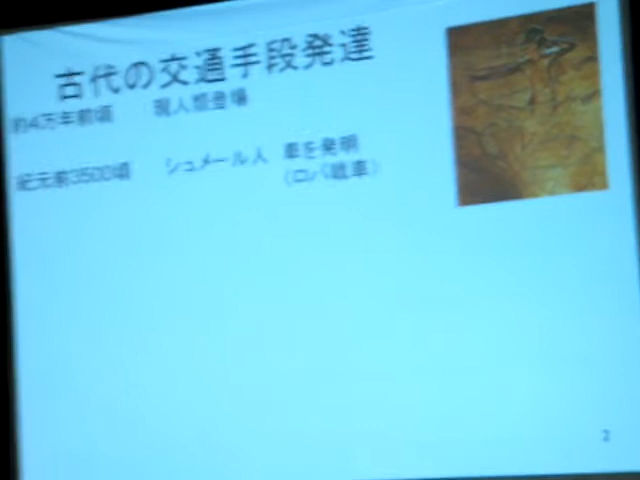 古代の交通手段発達
約4万年前頃 現人類登場
紀元前3500頃 シュメール人 車を発明
(ロバ戦車)
2